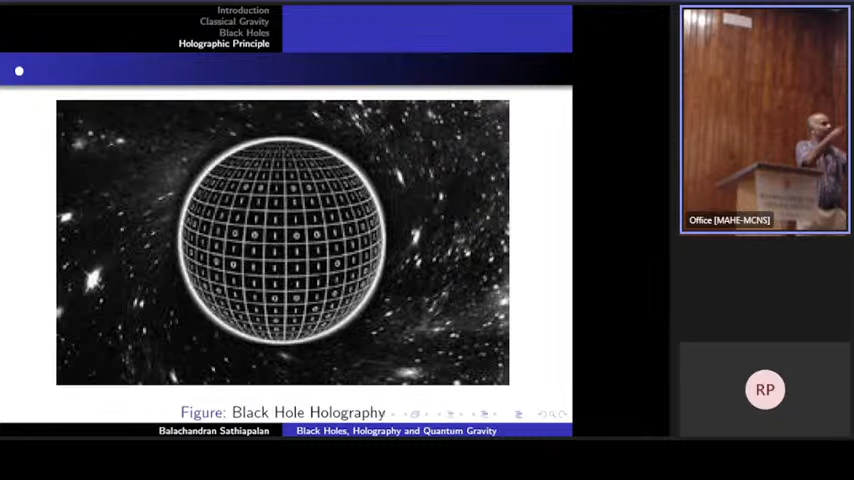 Introduction
Classical Gravity
Black Holes
Holographic Principle
Figure: Black Hole Holography
Balachandran Sathiapalan
Black Holes, Holography and Quantum Gravity
Office [MAHE-MCNS]
RP